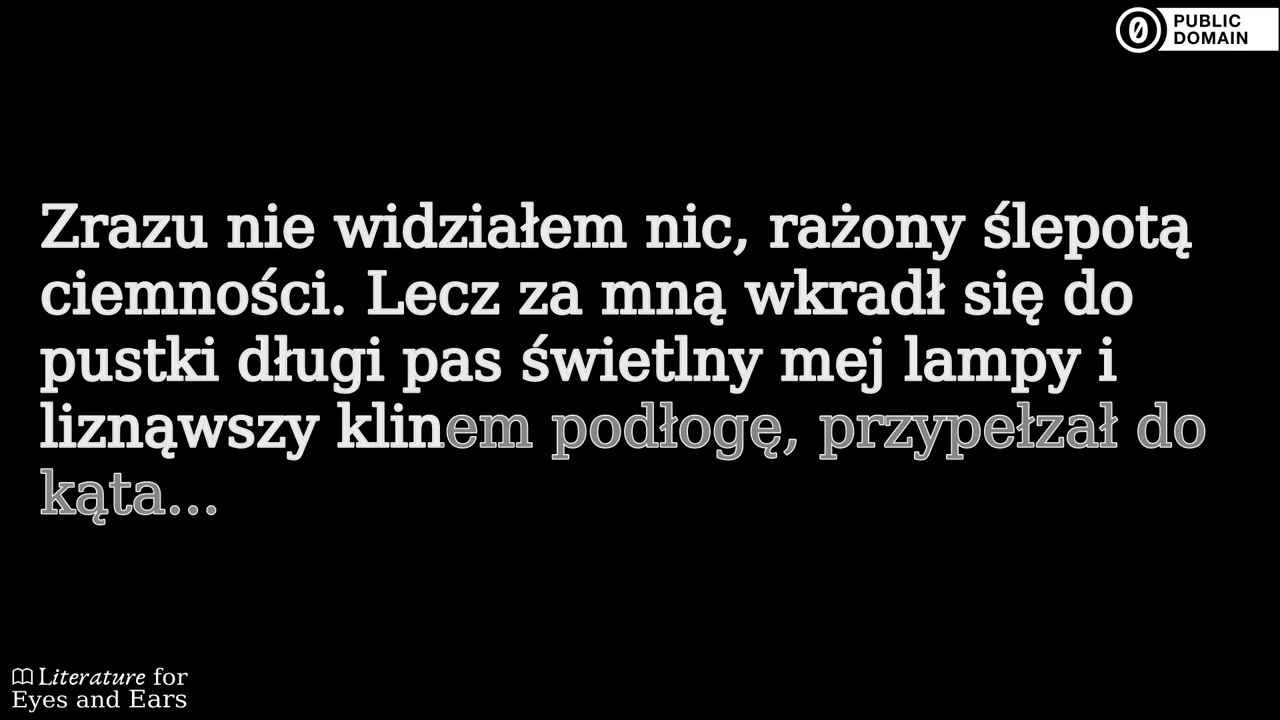 PUBLIC
DOMAIN
Zrazu nie widziałem nic, rażony ślepotą
ciemności. Lecz za mną wkradł się do
pustki długi pas świetlny mej lampy i
liznąwszy klinem podłogę, przypełzał do
kąta...
Literature for
Eyes and Ears